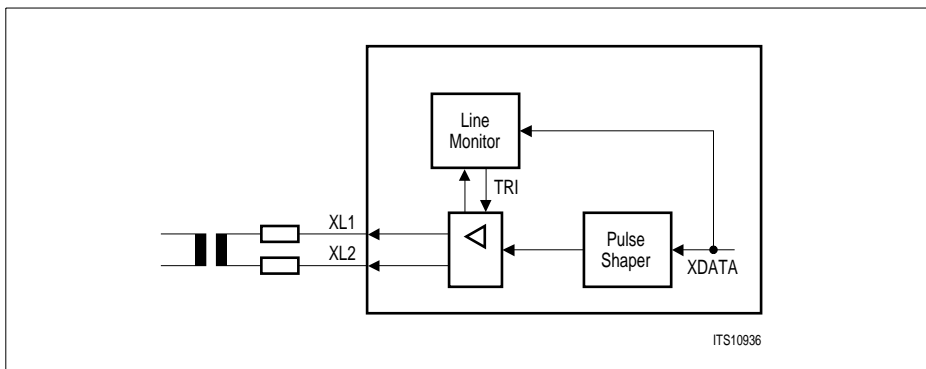 Line
Monitor
TRI
XL1
XL2
Pulse
Shaper
XDATA
ITS10936